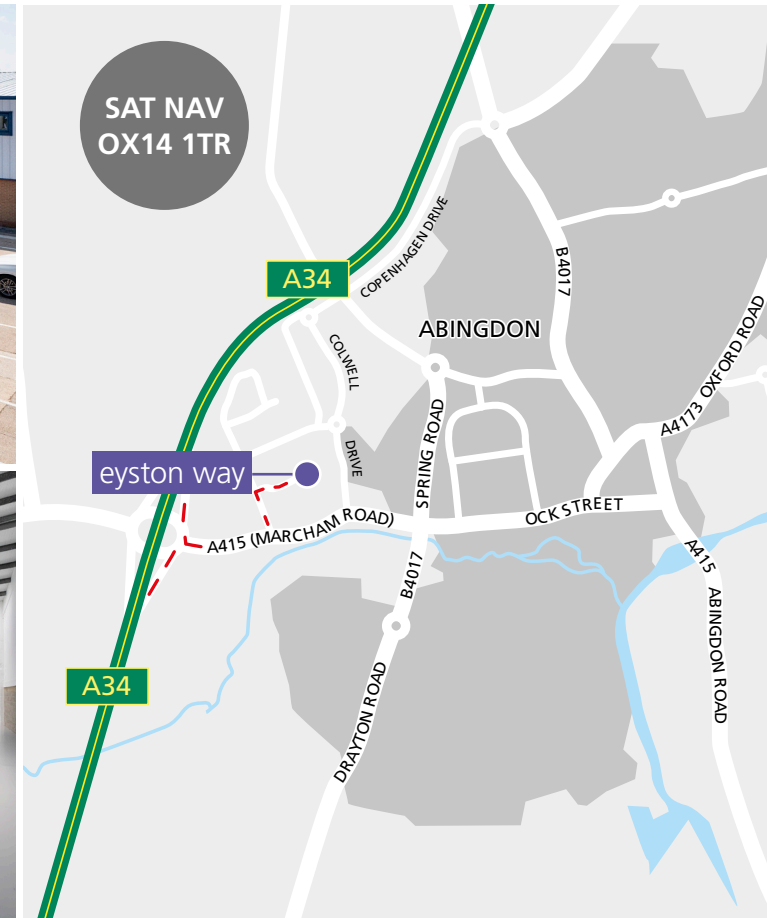 SAT NAV
OX14 1TR
A34
COPENHAGEN DRIVE
B4017
ABINGDON
COLWELL
DRIVE
A4173 OXFORD ROAD
SPRING ROAD
eyston way
OCK STREET
A415 (MARCHAM ROAD)
B4017
A415
ABINGDON ROAD
A34
DRAYTON ROAD